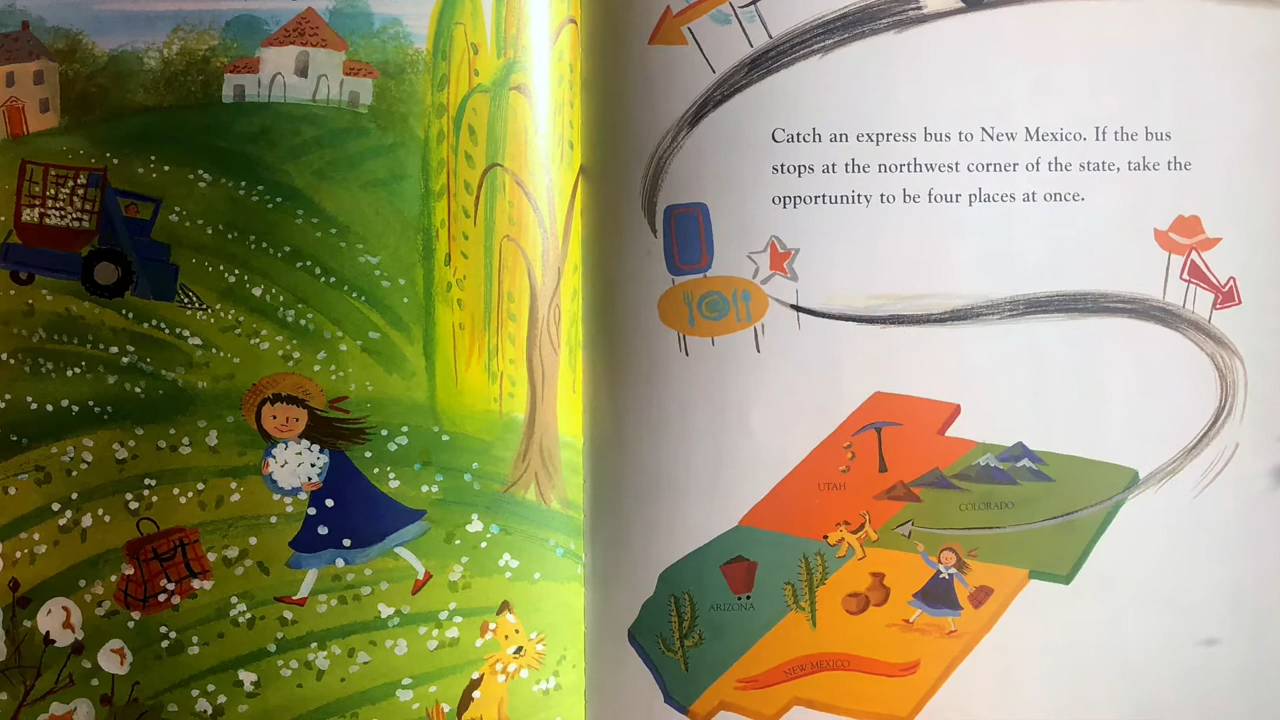 Catch an express bus to New Mexico. If the bus
stops at the northwest corner of the state, take the
opportunity to be four places at once.
UTAH
COLORADO
ARIZONA
NEW MEXICO